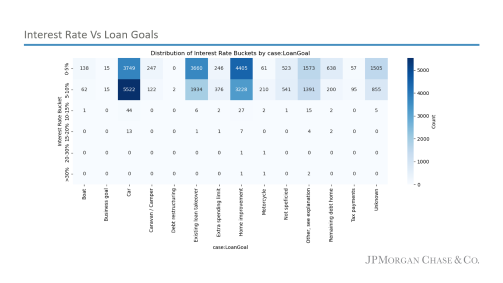 Interest Rate Vs Loan Goals
Distribution of Interest Rate Buckets by case:LoanGoal
0-5% 138 15 3749 247 0 3660 248 4405 61 523 1573 638 57 1505
5-10% 62 15 5522 122 2 1934 376 3228 210 541 1391 200 95 855
10-15% 1 0 44 0 0 6 2 27 2 1 15 2 0 5
15-20% 0 0 13 0 0 1 1 7 0 0 4 2 0 0
20-30% 0 0 0 0 0 0 0 1 1 0 0 0 0 0
>30% 0 0 0 0 0 0 0 1 1 0 2 0 0 0
Interest Rate Bucket
Boat
Business goal
Car
Caravan / Camper
Debt restructuring
Existing loan takeover
Extra spending limit
Home improvement
Motorcycle
Not speficied
Other, see explanation
Remaining debt home
Tax payments
Unknown
case:LoanGoal
5000
4000
3000
2000
1000
0
Count
JPMORGAN CHASE & CO.